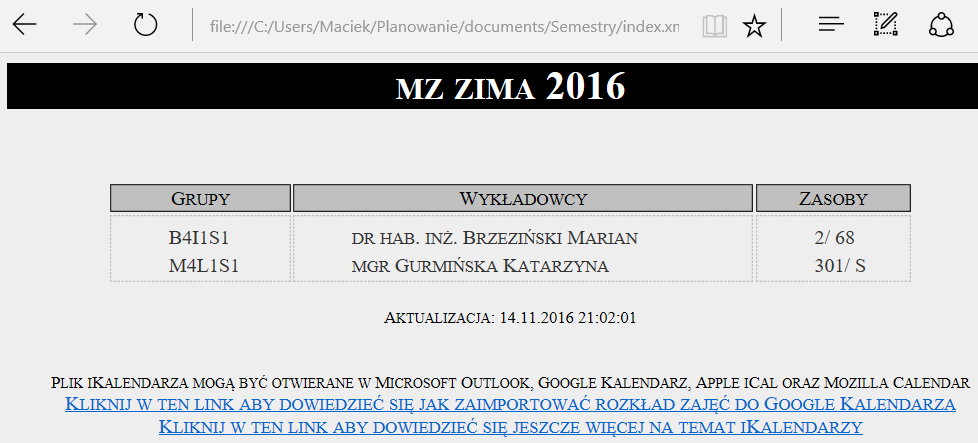 file:///C:/Users/Maciek/Planowanie/documents/Semestry/index.xm
MZ ZIMA 2016
GRUPY WYKŁADOWCY ZASOBY
B4I1S1 DR HAB. INŻ. BRZEZIŃSKI MARIAN 2/ 68
M4L1S1 MGR GURMIŃSKA KATARZYNA 301/ S
AKTUALIZACJA: 14.11.2016 21:02:01
PLIK IKALENDARZA MOGĄ BYĆ OTWIERANE W MICROSOFT OUTLOOK, GOOGLE KALENDARZ, APPLE ICAL ORAZ MOZILLA CALENDAR
KLIKNIJ W TEN LINK ABY DOWIEDZIEĆ SIĘ JAK ZAIMPORTOWAĆ ROZKŁAD ZAJĘĆ DO GOOGLE KALENDARZA
KLIKNIJ W TEN LINK ABY DOWIEDZIEĆ SIĘ JESZCZE WIĘCEJ NA TEMAT IKALENDARZY